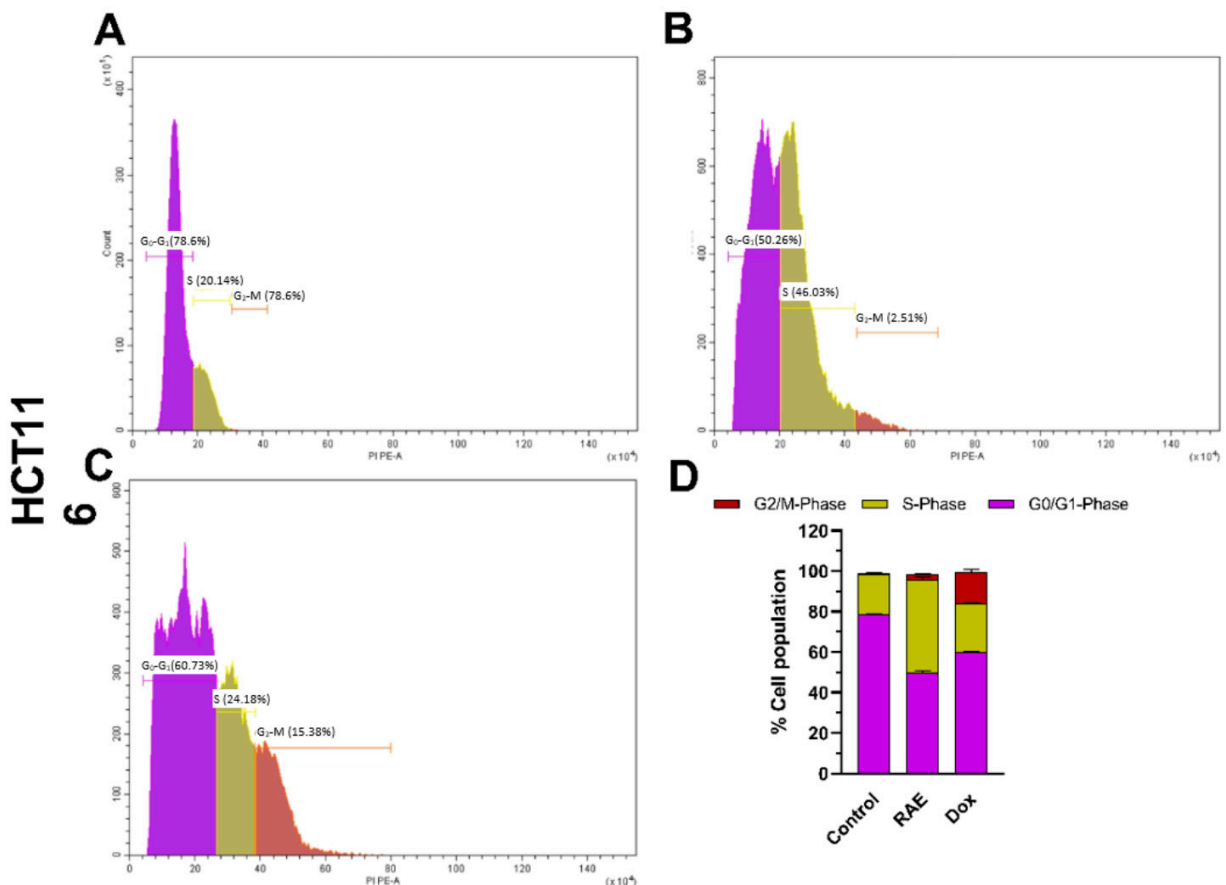 A
(x 10¹)
400
300
200
100
0
Count
G₀-G₁(78.6%)
S (20.14%)
G₂-M (78.6%)
0 20 40 60 80 100 120 140
PI PE-A
(x 10⁴)
B
800
600
400
200
0
G₀-G₁(50.26%)
S (46.03%)
G₂-M (2.51%)
0 20 40 60 80 100 120 140
PI PE-A
(x 10⁴)
HCT11
6
C
600
500
400
300
200
100
0
G₀-G₁(60.73%)
S (24.18%)
G₂-M (15.38%)
0 20 40 60 80 100 120 140
PI PE-A
(x 10⁴)
D
G2/M-Phase S-Phase G0/G1-Phase
% Cell population
120
100
80
60
40
20
0
Control RAE Dox